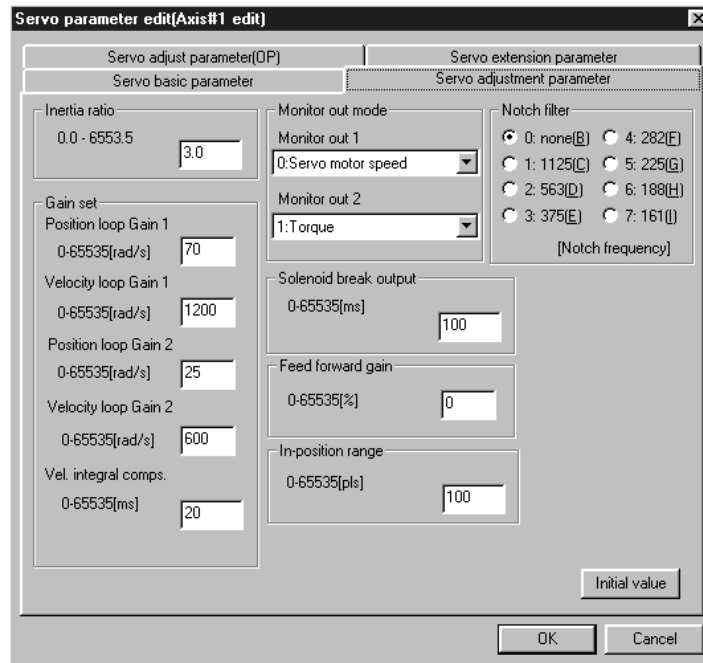 Servo parameter edit(Axis#1 edit)
Servo adjust parameter(OP)
Servo extension parameter
Servo basic parameter
Servo adjustment parameter
Inertia ratio
0.0 - 6553.5
3.0
Gain set
Position loop Gain 1
0-65535[rad/s]
70
Velocity loop Gain 1
0-65535[rad/s]
1200
Position loop Gain 2
0-65535[rad/s]
25
Velocity loop Gain 2
0-65535[rad/s]
600
Vel. integral comps.
0-65535[ms]
20
Monitor out mode
Monitor out 1
0:Servo motor speed
Monitor out 2
1:Torque
Solenoid break output
0-65535[ms]
100
Feed forward gain
0-65535[%]
0
In-position range
0-65535[pls]
100
Notch filter
0: none(B)
4: 282(F)
1: 1125(C)
5: 225(G)
2: 563(D)
6: 188(H)
3: 375(E)
7: 161(I)
[Notch frequency]
Initial value
OK
Cancel